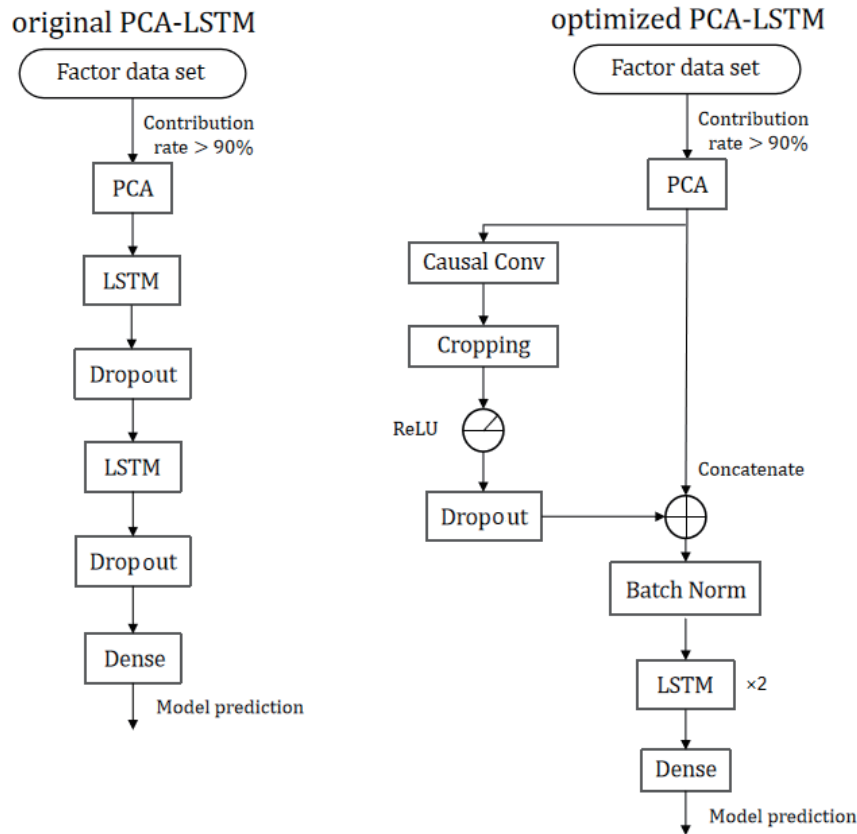 original PCA-LSTM
Factor data set
Contribution
rate > 90%
PCA
LSTM
Dropout
LSTM
Dropout
Dense
Model prediction
optimized PCA-LSTM
Factor data set
Contribution
rate > 90%
PCA
Causal Conv
Cropping
ReLU
Dropout
Concatenate
Batch Norm
LSTM ×2
Dense
Model prediction